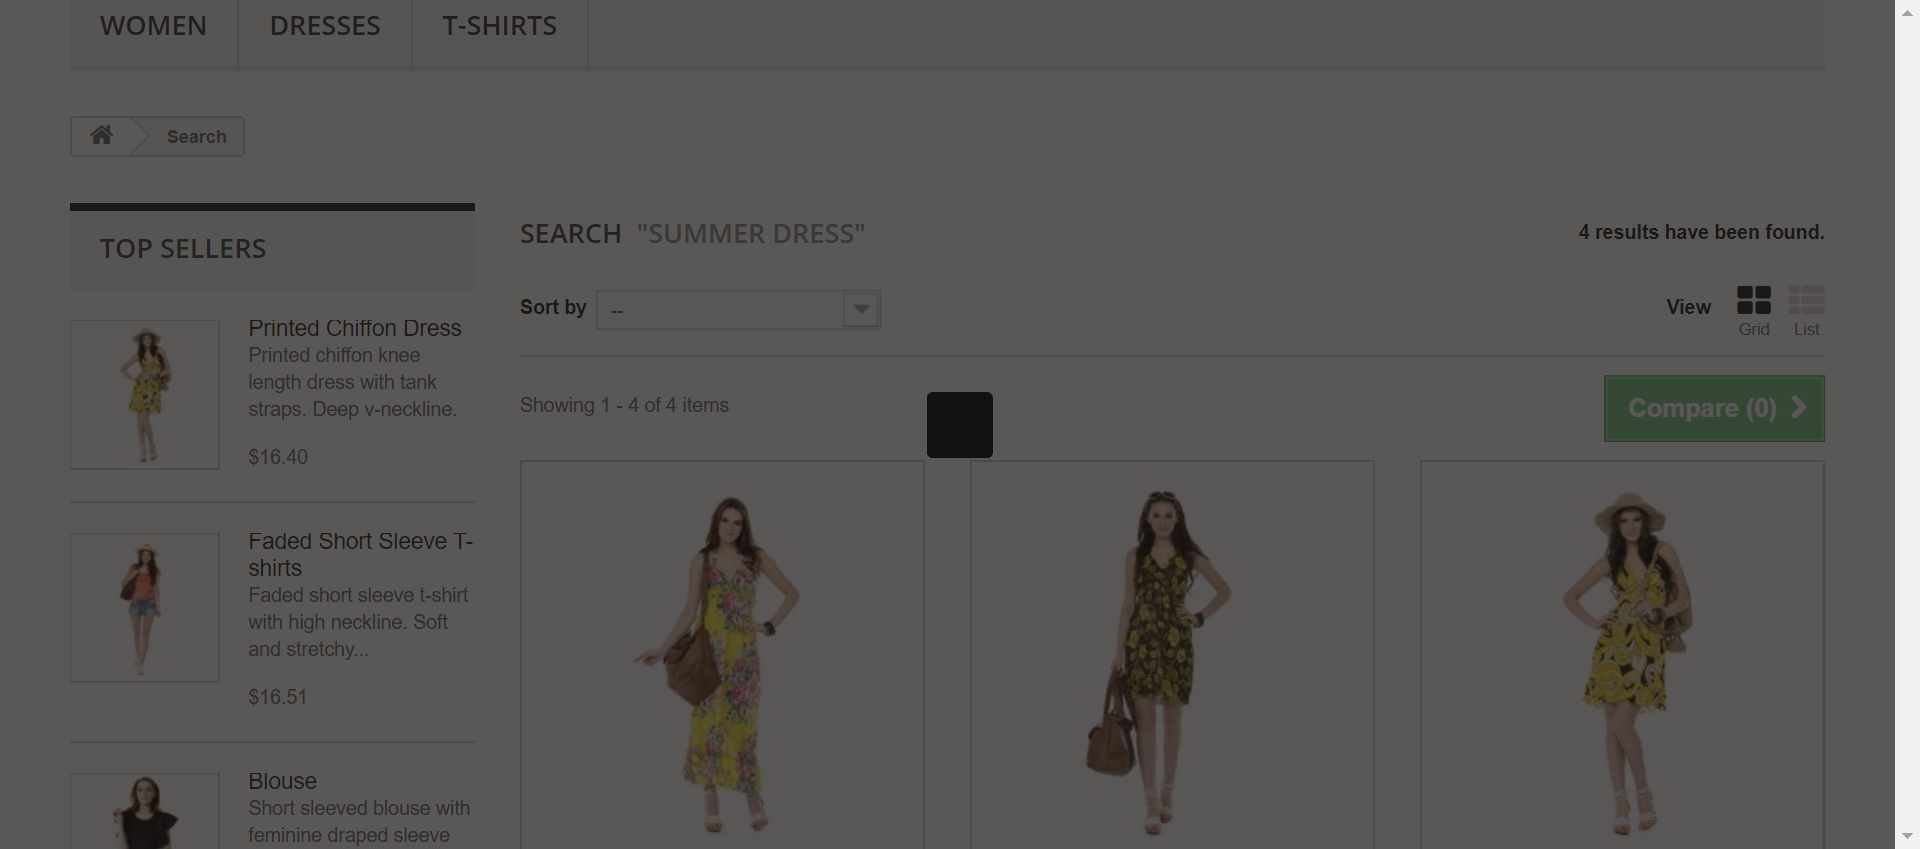 WOMEN DRESSES T-SHIRTS
Search
TOP SELLERS
Printed Chiffon Dress
Printed chiffon knee
length dress with tank
straps. Deep v-neckline.
$16.40
Faded Short Sleeve T-
shirts
Faded short sleeve t-shirt
with high neckline. Soft
and stretchy...
$16.51
Blouse
Short sleeved blouse with
feminine draped sleeve
SEARCH "SUMMER DRESS"
4 results have been found.
Sort by --
View
Grid List
Showing 1 - 4 of 4 items
Compare (0)